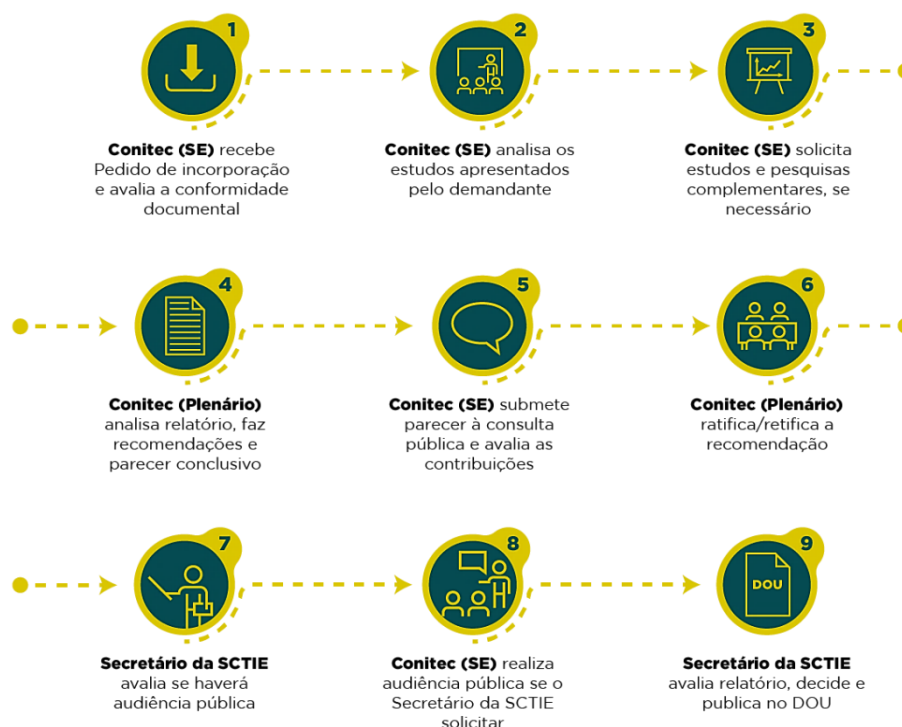 1
2
3
Conitec (SE) recebe
Pedido de incorporação
e avalia a conformidade
documental
Conitec (SE) analisa os
estudos apresentados
pelo demandante
Conitec (SE) solicita
estudos e pesquisas
complementares, se
necessário
4
5
6
Conitec (Plenário)
analisa relatório, faz
recomendações e
parecer conclusivo
Conitec (SE) submete
parecer à consulta
pública e avalia as
contribuições
Conitec (Plenário)
ratifica/retifica a
recomendação
7
8
9
DOU
Secretário da SCTIE
avalia se haverá
audiência pública
Conitec (SE) realiza
audiência pública se o
Secretário da SCTIE
solicitar
Secretário da SCTIE
avalia relatório, decide e
publica no DOU